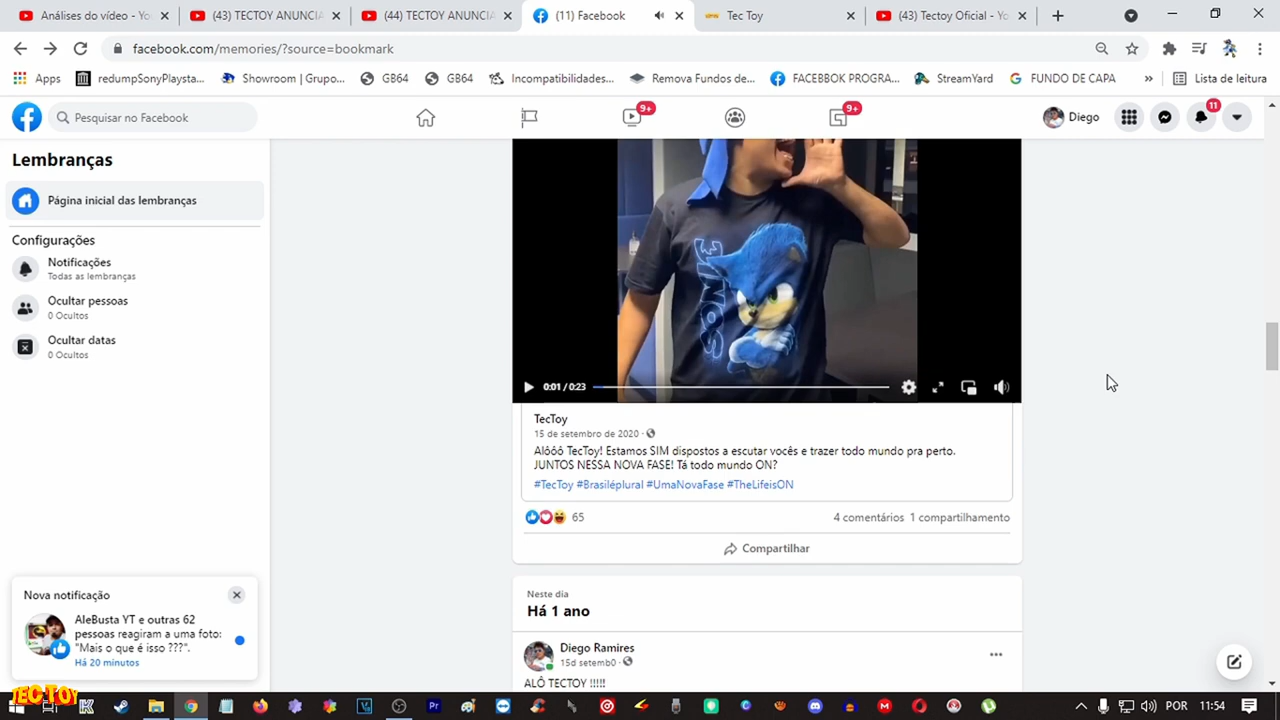 Análises do vídeo - Yo
(43) TECTOY ANUNCIA
(44) TECTOY ANUNCIA
(11) Facebook
Tec Toy
(43) Tectoy Oficial - Yo
facebook.com/memories/?source=bookmark
Apps
redumpSonyPlaysta...
Showroom | Grupo...
GB64
GB64
Incompatibilidades...
Remova Fundos de...
FACEBBOK PROGRA...
StreamYard
FUNDO DE CAPA
»
Lista de leitura
Pesquisar no Facebook
9+
9+
Diego
11
Lembranças
Página inicial das lembranças
Configurações
Notificações
Todas as lembranças
Ocultar pessoas
0 Ocultos
Ocultar datas
0 Ocultos
SONIC
0:01 / 0:23
TecToy
15 de setembro de 2020 ·
Alôôô TecToy! Estamos SIM dispostos a escutar vocês e trazer todo mundo pra perto.
JUNTOS NESSA NOVA FASE! Tá todo mundo ON?
#TecToy #Brasiléplural #UmaNovaFase #TheLifeisON
65
4 comentários 1 compartilhamento
Compartilhar
Neste dia
Há 1 ano
Diego Ramires
15d setemb0 ·
ALÔ TECTOY !!!!!
Nova notificação
AleBusta YT e outras 62
pessoas reagiram a uma foto:
"Mais o que é isso ???".
Há 20 minutos
TEC TOY
POR
11:54